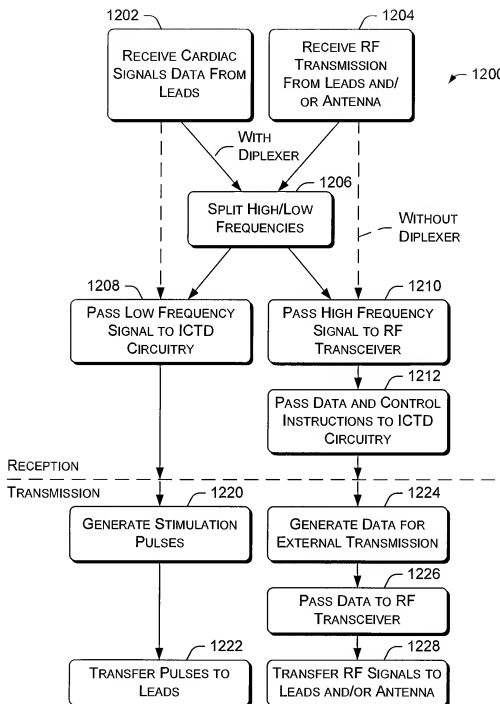 1202
1204
RECEIVE CARDIAC
SIGNALS DATA FROM
LEADS
RECEIVE RF
TRANSMISSION
FROM LEADS AND/
OR ANTENNA
1200
WITH
DIPLEXER
1206
SPLIT HIGH/LOW
FREQUENCIES
WITHOUT
DIPLEXER
1208
1210
PASS LOW FREQUENCY
SIGNAL TO ICTD
CIRCUITRY
PASS HIGH FREQUENCY
SIGNAL TO RF
TRANSCEIVER
1212
PASS DATA AND CONTROL
INSTRUCTIONS TO ICTD
CIRCUITRY
RECEPTION
TRANSMISSION
1220
1224
GENERATE STIMULATION
PULSES
GENERATE DATA FOR
EXTERNAL TRANSMISSION
1226
PASS DATA TO RF
TRANSCEIVER
1222
1228
TRANSFER PULSES TO
LEADS
TRANSFER RF SIGNALS TO
LEADS AND/OR ANTENNA